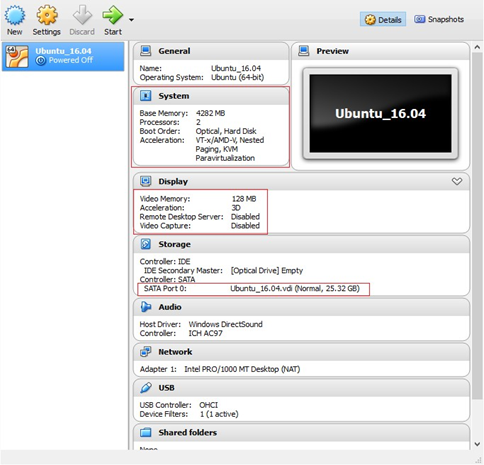 New
Settings
Discard
Start
Details
Snapshots
64
Ubuntu_16.04
Powered Off
General
Name: Ubuntu_16.04
Operating System: Ubuntu (64-bit)
Preview
Ubuntu_16.04
System
Base Memory: 4282 MB
Processors: 2
Boot Order: Optical, Hard Disk
Acceleration: VT-x/AMD-V, Nested
Paging, KVM
Paravirtualization
Display
Video Memory: 128 MB
Acceleration: 3D
Remote Desktop Server: Disabled
Video Capture: Disabled
Storage
Controller: IDE
IDE Secondary Master: [Optical Drive] Empty
Controller: SATA
SATA Port 0: Ubuntu_16.04.vdi (Normal, 25.32 GB)
Audio
Host Driver: Windows DirectSound
Controller: ICH AC97
Network
Adapter 1: Intel PRO/1000 MT Desktop (NAT)
USB
USB Controller: OHCI
Device Filters: 1 (1 active)
Shared folders